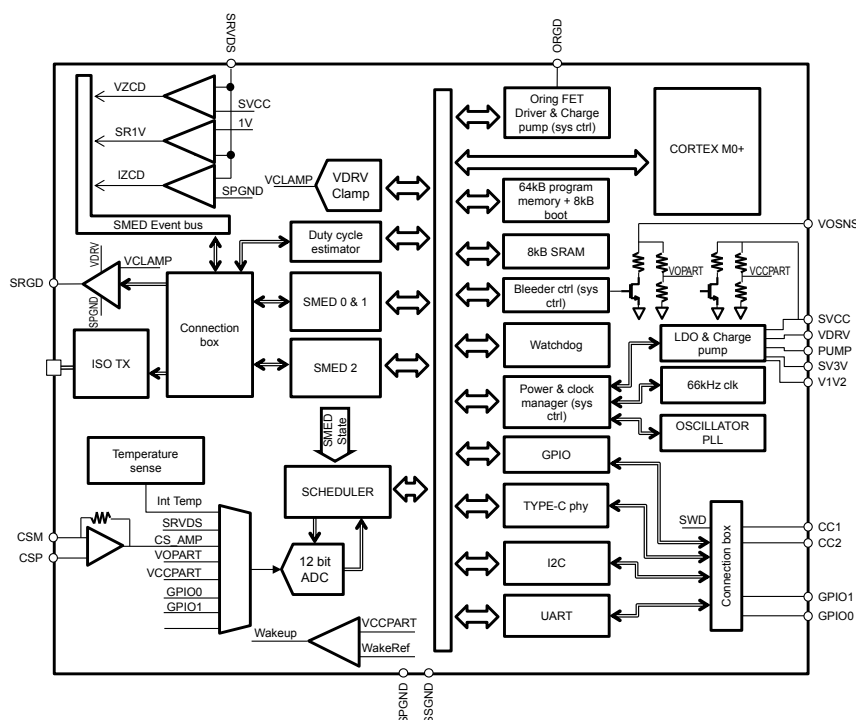 SRVDS
ORGD
VZCD
SVCC
1V
SR1V
IZCD
SPGND
SMED Event bus
VCLAMP
VDRV
Clamp
Duty cycle
estimator
Oring FET
Driver & Charge
pump (sys ctrl)
CORTEX M0+
64kB program
memory + 8kB
boot
8kB SRAM
Bleeder ctrl (sys
ctrl)
VOPART
VCCPART
VOSNS
SRGD
VDRV
VCLAMP
SPGND
Connection
box
SMED 0 & 1
SMED 2
ISO TX
Watchdog
LDO & Charge
pump
SVCC
VDRV
PUMP
SV3V
V1V2
Power & clock
manager (sys
ctrl)
66kHz clk
OSCILLATOR
PLL
SMED
State
Temperature
sense
SCHEDULER
GPIO
TYPE-C phy
I2C
UART
SWD
Connection box
CC1
CC2
GPIO1
GPIO0
CSM
CSP
Int Temp
SRVDS
CS_AMP
VOPART
VCCPART
GPIO0
GPIO1
12 bit
ADC
Wakeup
VCCPART
WakeRef
SPGND
SSGND